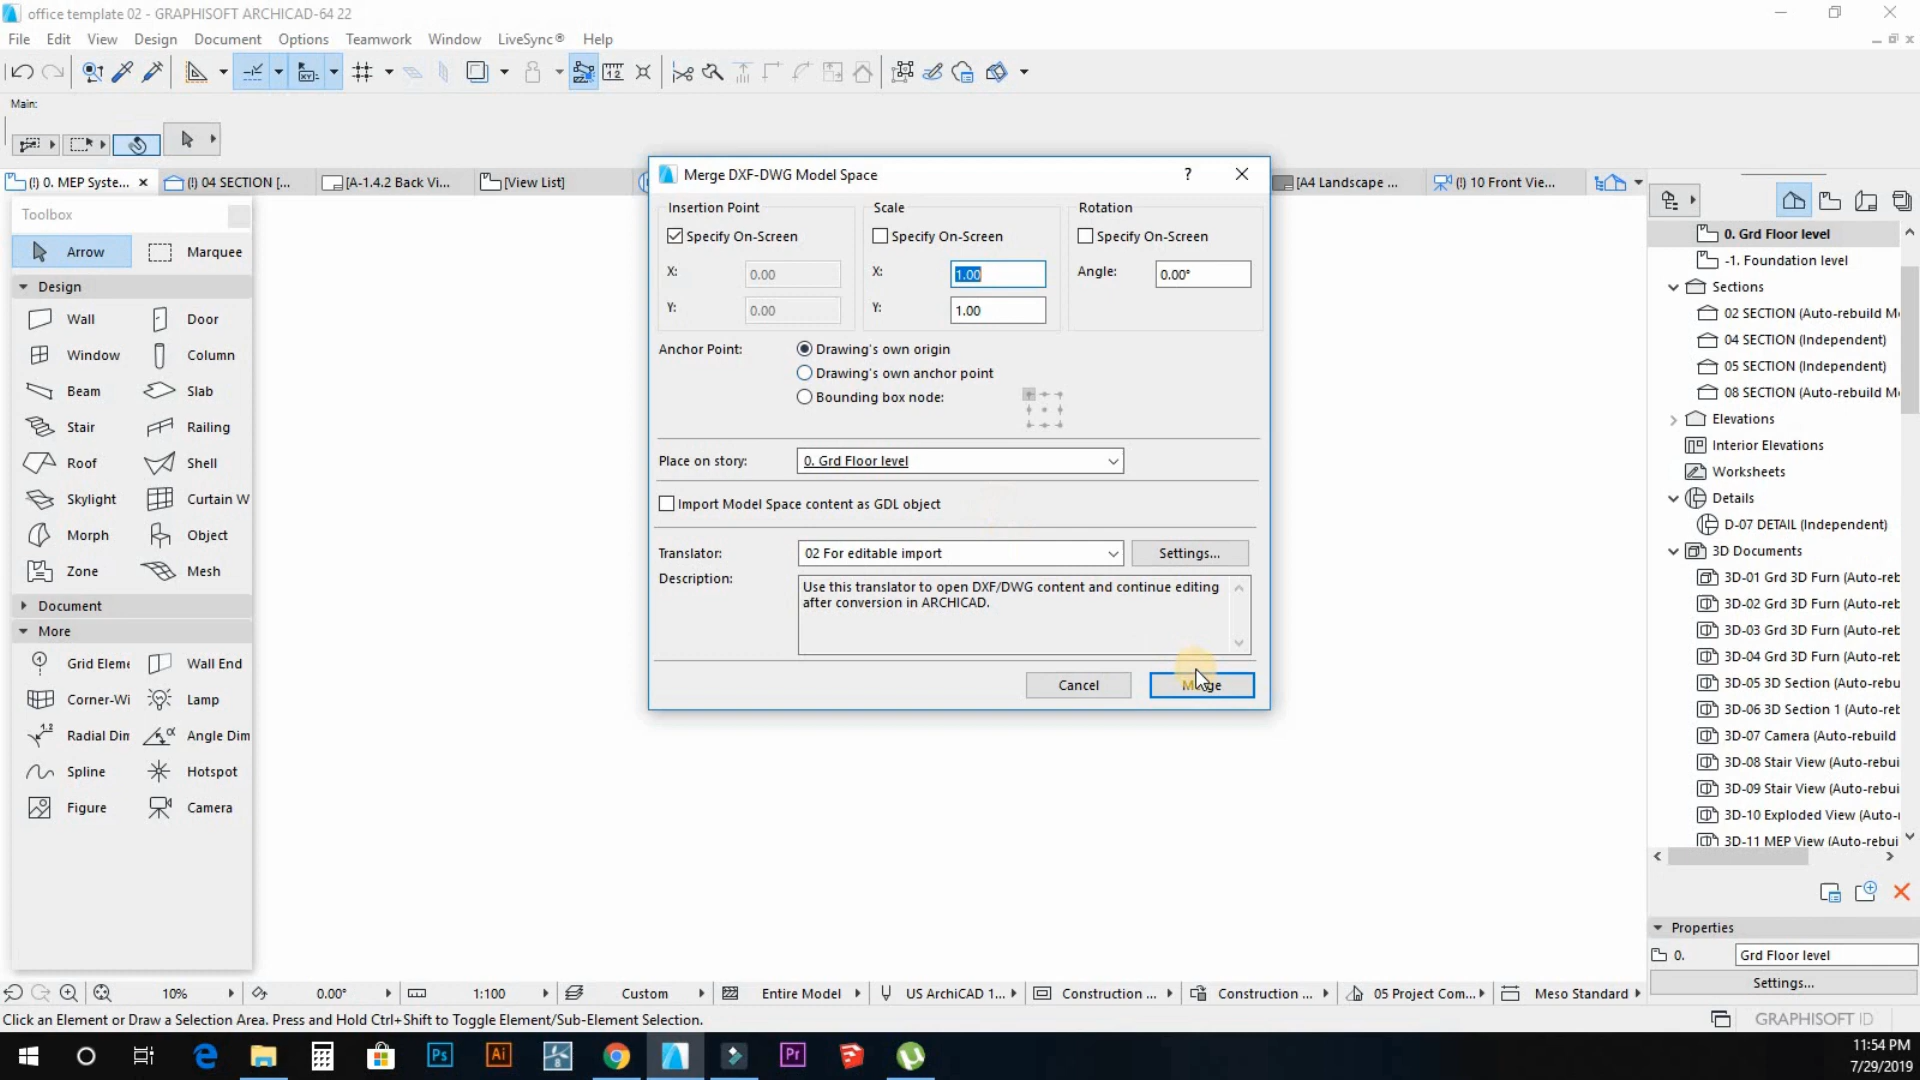 office template 02 - GRAPHISOFT ARCHICAD-64 22
File Edit View Design Document Options Teamwork Window LiveSync® Help
Main:
(!) 0. MEP Syste... (!) 04 SECTION [... [A-1.4.2 Back Vi... [View List] [A4 Landscape ... (!) 10 Front Vie...
Toolbox
Arrow Marquee
Design
Wall Door
Window Column
Beam Slab
Stair Railing
Roof Shell
Skylight Curtain W
Morph Object
Zone Mesh
Document
More
Grid Eleme Wall End
Corner-Wi Lamp
Radial Dim Angle Dim
Spline Hotspot
Figure Camera
Merge DXF-DWG Model Space ?
Insertion Point Scale Rotation
Specify On-Screen Specify On-Screen Specify On-Screen
X: 0.00 X: 1.00 Angle: 0.00°
Y: 0.00 Y: 1.00
Anchor Point: Drawing's own origin
Drawing's own anchor point
Bounding box node:
Place on story: 0. Grd Floor level
Import Model Space content as GDL object
Translator: 02 For editable import Settings...
Description: Use this translator to open DXF/DWG content and continue editing
after conversion in ARCHICAD.
Cancel Merge
0. Grd Floor level
-1. Foundation level
Sections
02 SECTION (Auto-rebuild Mo
04 SECTION (Independent)
05 SECTION (Independent)
08 SECTION (Auto-rebuild Mo
Elevations
Interior Elevations
Worksheets
Details
D-07 DETAIL (Independent)
3D Documents
3D-01 Grd 3D Furn (Auto-reb
3D-02 Grd 3D Furn (Auto-reb
3D-03 Grd 3D Furn (Auto-reb
3D-04 Grd 3D Furn (Auto-reb
3D-05 3D Section (Auto-rebu
3D-06 3D Section 1 (Auto-rebu
3D-07 Camera (Auto-rebuild
3D-08 Stair View (Auto-rebui
3D-09 Stair View (Auto-rebui
3D-10 Exploded View (Auto-r
3D-11 MEP View (Auto-rebui
Properties
0. Grd Floor level
Settings...
10% 0.00° 1:100 Custom Entire Model US ArchiCAD 1... Construction ... Construction ... 05 Project Com... Meso Standard
Click an Element or Draw a Selection Area. Press and Hold Ctrl+Shift to Toggle Element/Sub-Element Selection.
GRAPHISOFT ID
Ps Ai Pr
11:54 PM
7/29/2019